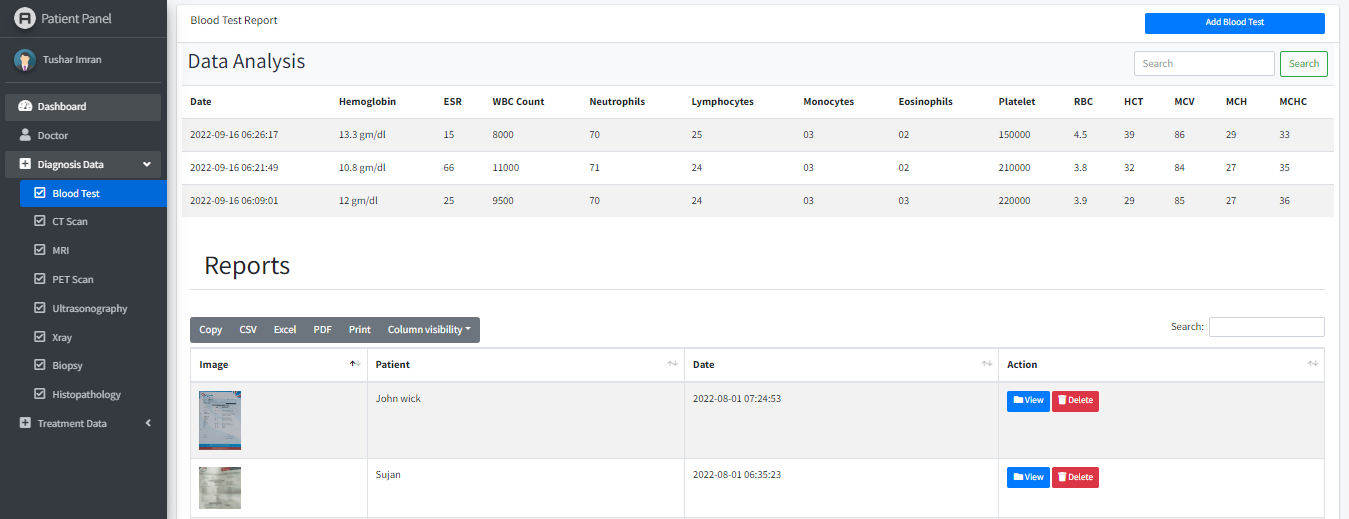 Patient Panel
Tushar Imran
Dashboard
Doctor
Diagnosis Data
Blood Test
CT Scan
MRI
PET Scan
Ultrasonography
Xray
Biopsy
Histopathology
Treatment Data
Blood Test Report
Add Blood Test
Data Analysis
Search Search
Date Hemoglobin ESR WBC Count Neutrophils Lymphocytes Monocytes Eosinophils Platelet RBC HCT MCV MCH MCHC
2022-09-16 06:26:17 13.3 gm/dl 15 8000 70 25 03 02 150000 4.5 39 86 29 33
2022-09-16 06:21:49 10.8 gm/dl 66 11000 71 24 03 02 210000 3.8 32 84 27 35
2022-09-16 06:09:01 12 gm/dl 25 9500 70 24 03 03 220000 3.9 29 85 27 36
Reports
Copy CSV Excel PDF Print Column visibility
Search:
Image Patient Date Action
John wick 2022-08-01 07:24:53 View Delete
Sujan 2022-08-01 06:35:23 View Delete